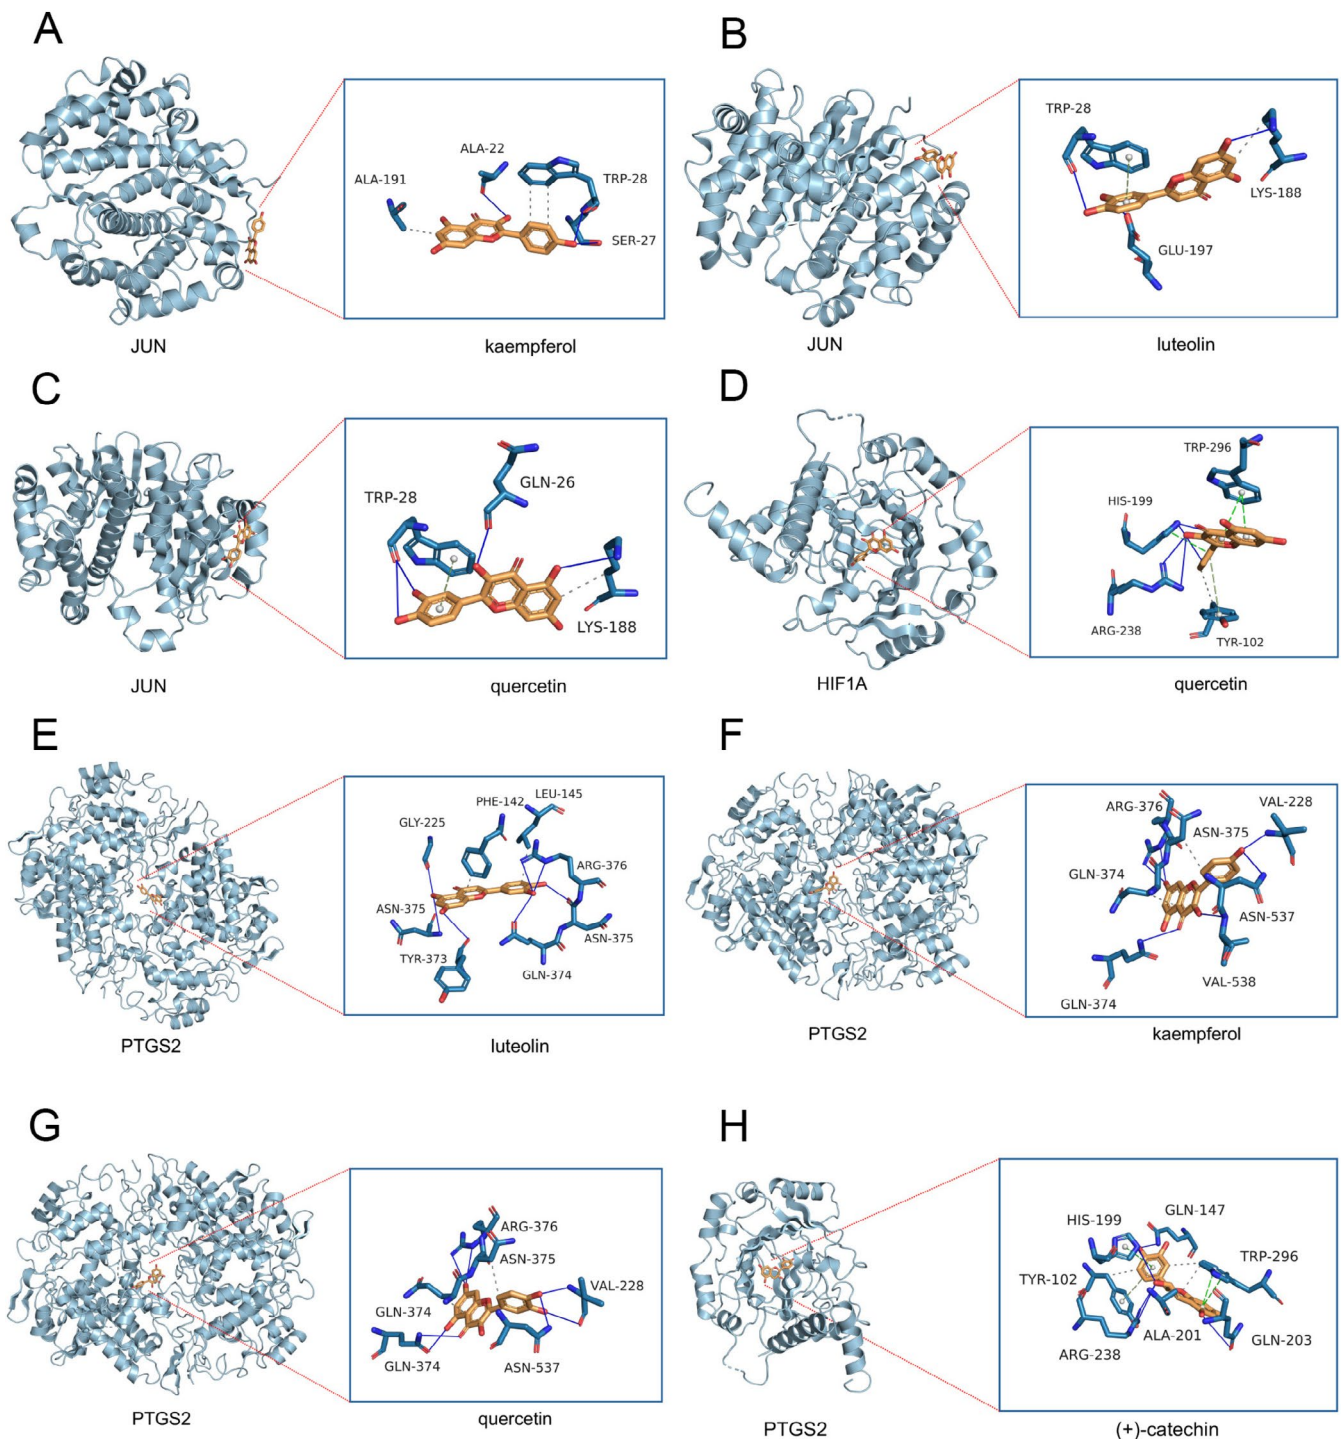 A
ALA-22
ALA-191
TRP-28
SER-27
JUN
kaempferol
B
TRP-28
LYS-188
GLU-197
JUN
luteolin
C
GLN-26
TRP-28
LYS-188
JUN
quercetin
D
TRP-296
HIS-199
ARG-238
TYR-102
HIF1A
quercetin
E
LEU-145
PHE-142
GLY-225
ARG-376
ASN-375
ASN-375
TYR-373
GLN-374
PTGS2
luteolin
F
ARG-376
VAL-228
ASN-375
GLN-374
ASN-537
VAL-538
GLN-374
PTGS2
kaempferol
G
ARG-376
ASN-375
VAL-228
GLN-374
GLN-374
ASN-537
PTGS2
quercetin
H
GLN-147
HIS-199
TRP-296
TYR-102
ALA-201
GLN-203
ARG-238
PTGS2
(+)-catechin